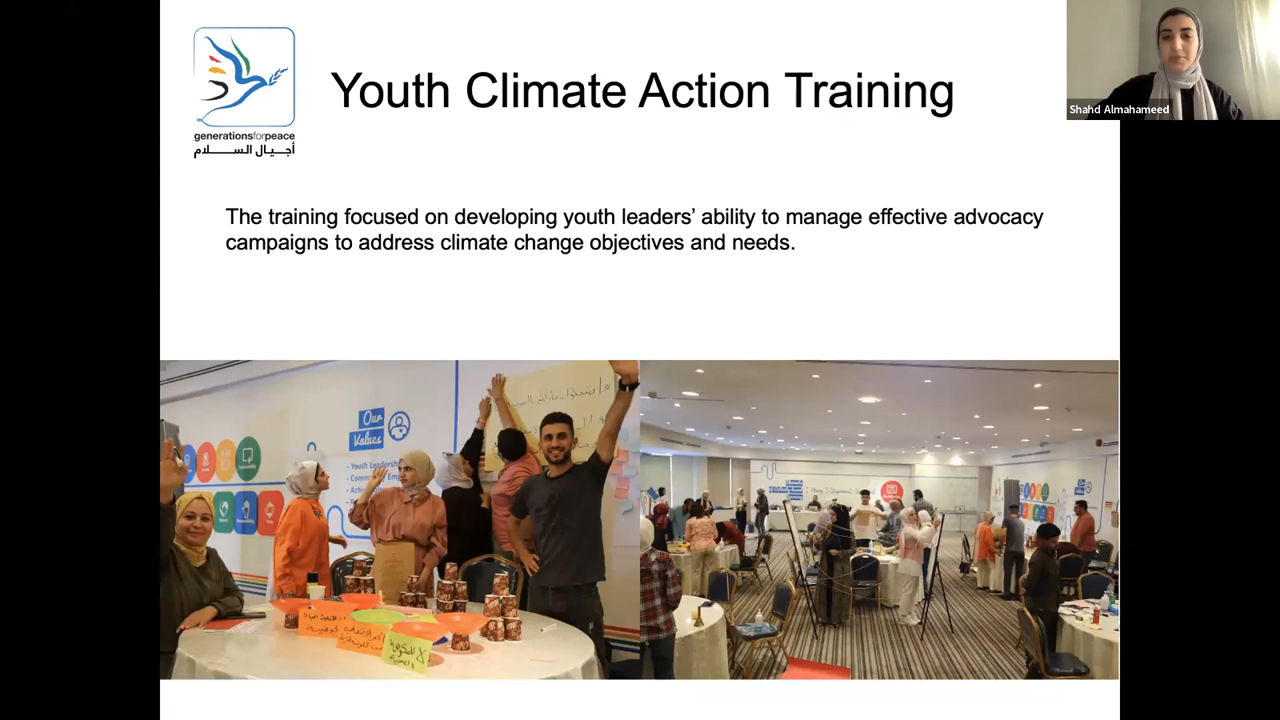 generationsforpeace
أجيال السلام
Youth Climate Action Training
Shahd Almahameed
The training focused on developing youth leaders’ ability to manage effective advocacy
campaigns to address climate change objectives and needs.
Our
Values